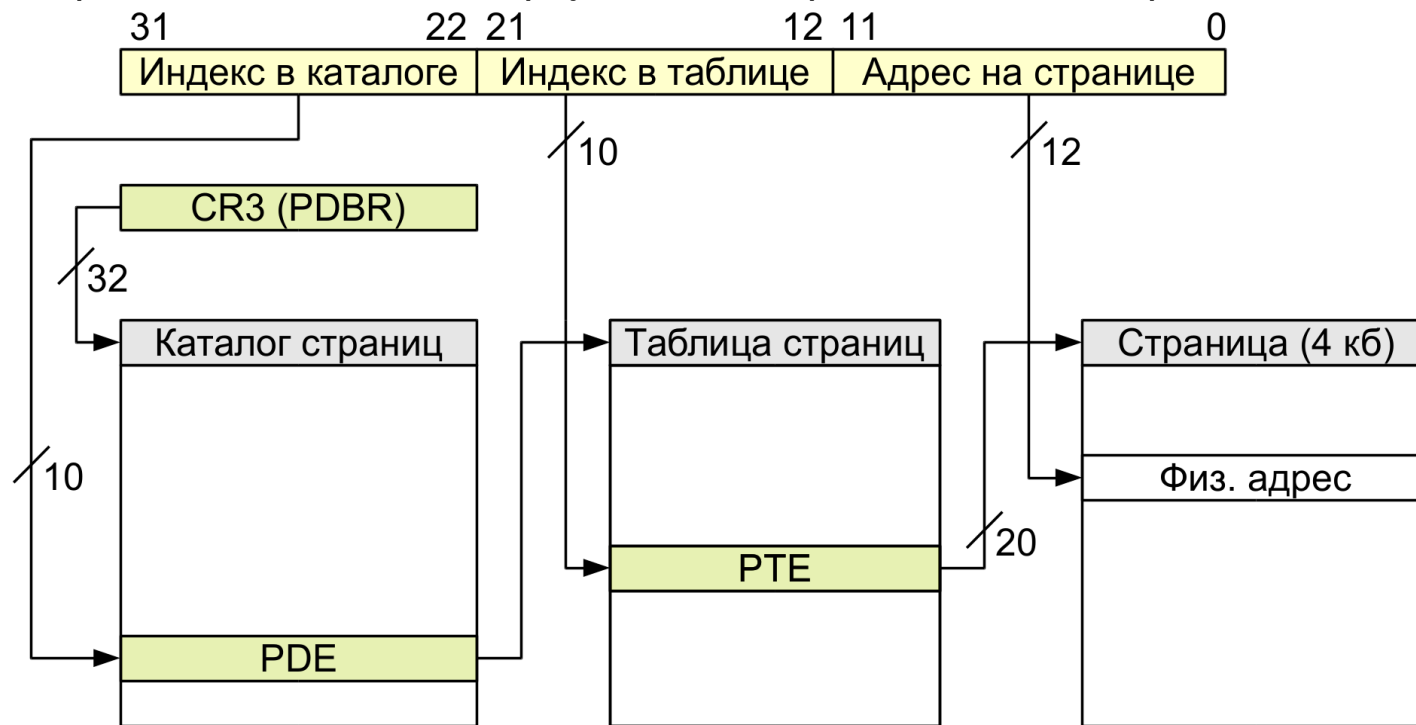 31 22 21 12 11 0
Индекс в каталоге Индекс в таблице Адрес на странице
10 12
CR3 (PDBR)
32
Каталог страниц Таблица страниц Страница (4 кб)
10 Физ. адрес
20
PTE
PDE